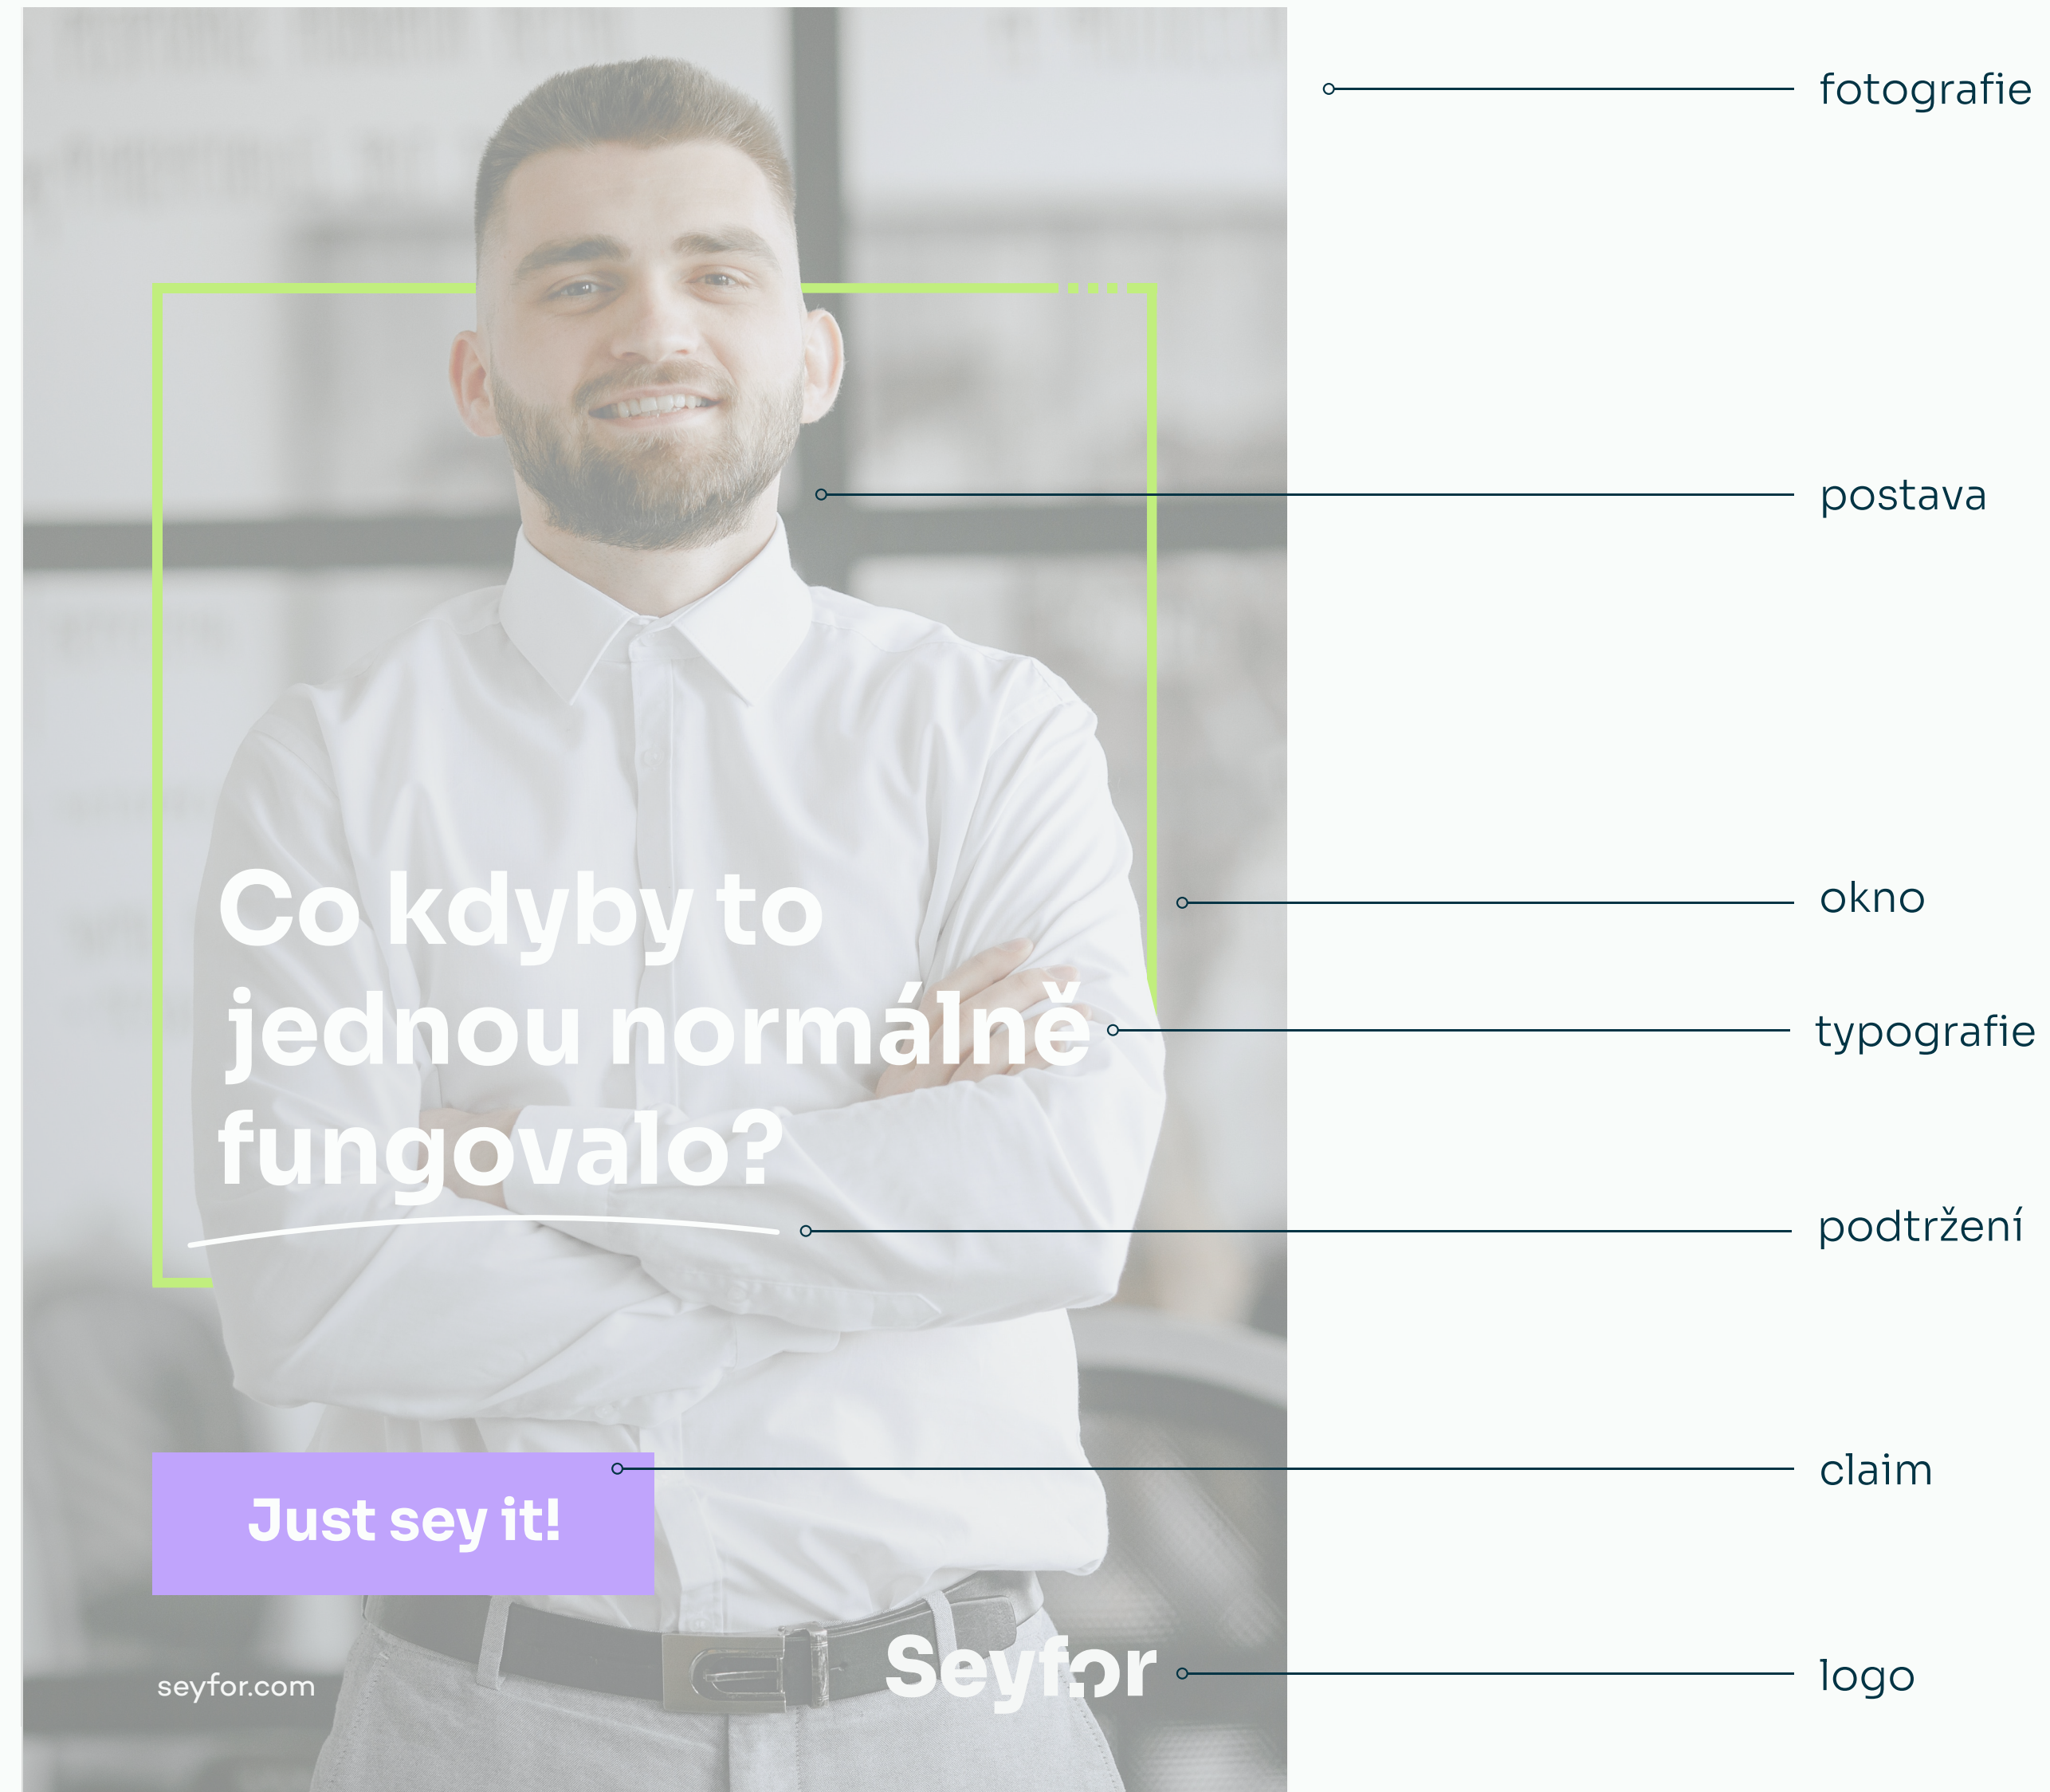 fotografie
postava
okno
Co kdyby to
jednou normálně
typografie
fungovalo?
podtržení
claim
Just sey it!
Seyfor
logo
seyfor.com